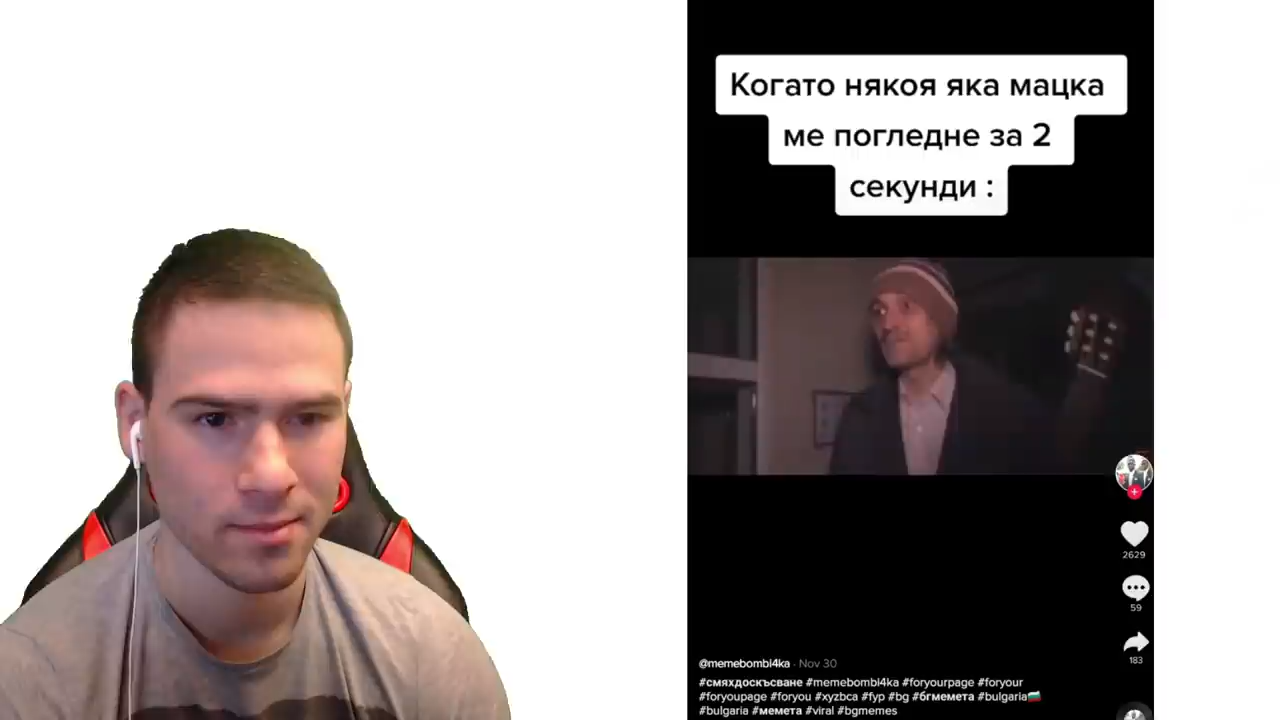 Когато някоя яка мацка
ме погледне за 2
секунди :
2629
59
183
@memebombi4ka · Nov 30
#смяхдоскъсване #memebombi4ka #foryourpage #foryour
#foryoupage #foryou #xyzbca #fyp #bg #бгмемета #bulgaria🇧🇬
#bulgaria #мемета #viral #bgmemes